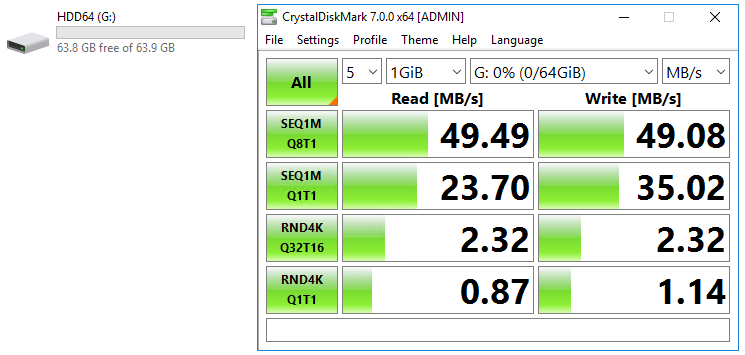 HDD64 (G:)
63.8 GB free of 63.9 GB
CrystalDiskMark 7.0.0 x64 [ADMIN]
File Settings Profile Theme Help Language
All 5 1GiB G: 0% (0/64GiB) MB/s
Read [MB/s] Write [MB/s]
SEQ1M
Q8T1 49.49 49.08
SEQ1M
Q1T1 23.70 35.02
RND4K
Q32T16 2.32 2.32
RND4K
Q1T1 0.87 1.14